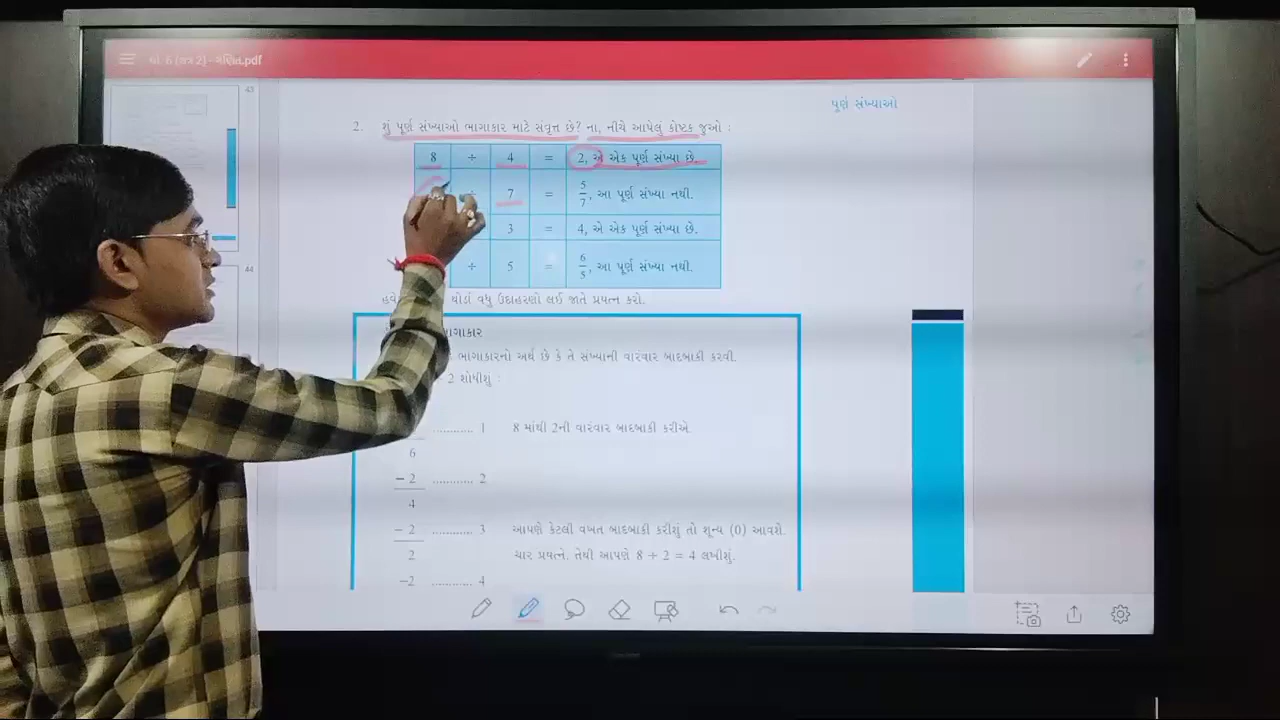 ધો. 6 (સત્ર 2) - ગણિત.pdf
43
44
પૂર્ણ સંખ્યાઓ
2. શું પૂર્ણ સંખ્યાઓ ભાગાકાર માટે સંવૃત્ત છે? ના, નીચે આપેલું કોષ્ટક જુઓ :
8 ÷ 4 = 2, એ એક પૂર્ણ સંખ્યા છે.
÷ 7 = 5/7, આ પૂર્ણ સંખ્યા નથી.
3 = 4, એ એક પૂર્ણ સંખ્યા છે.
÷ 5 = 6/5, આ પૂર્ણ સંખ્યા નથી.
હવે થોડાં વધુ ઉદાહરણો લઈ જાતે પ્રયત્ન કરો.
ભાગાકાર
ભાગાકારનો અર્થ છે કે તે સંખ્યાની વારંવાર બાદબાકી કરવી.
2 શોધીશું :
............ 1 8 માંથી 2ની વારંવાર બાદબાકી કરીએ.
6
– 2 ............ 2
4
– 2 ............ 3 આપણે કેટલી વખત બાદબાકી કરીશું તો શૂન્ય (0) આવશે.
2 ચાર પ્રયત્ને. તેથી આપણે 8 ÷ 2 = 4 લખીશું.
–2 ............ 4